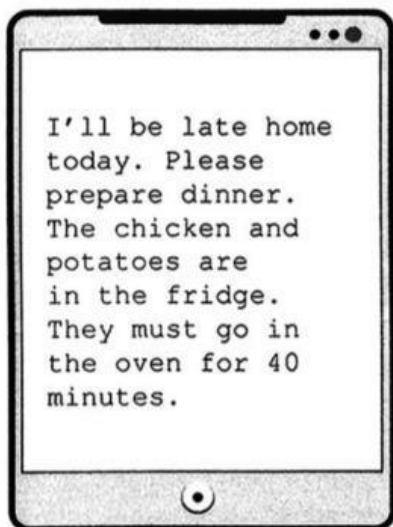 I'll be late home
today. Please
prepare dinner.
The chicken and
potatoes are
in the fridge.
They must go in
the oven for 40
minutes.